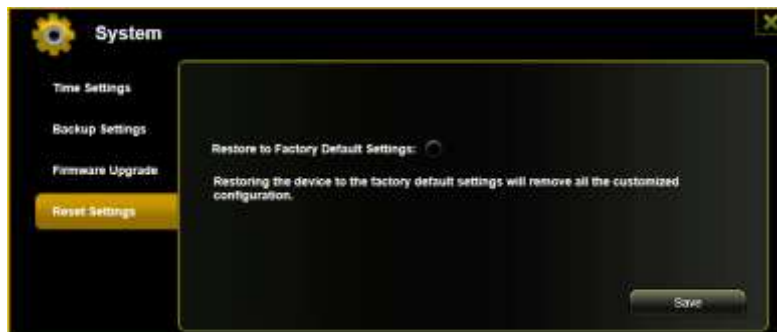 System
Time Settings
Backup Settings
Firmware Upgrade
Reset Settings
Restore to Factory Default Settings:
Restoring the device to the factory default settings will remove all the customized
configuration.
Save